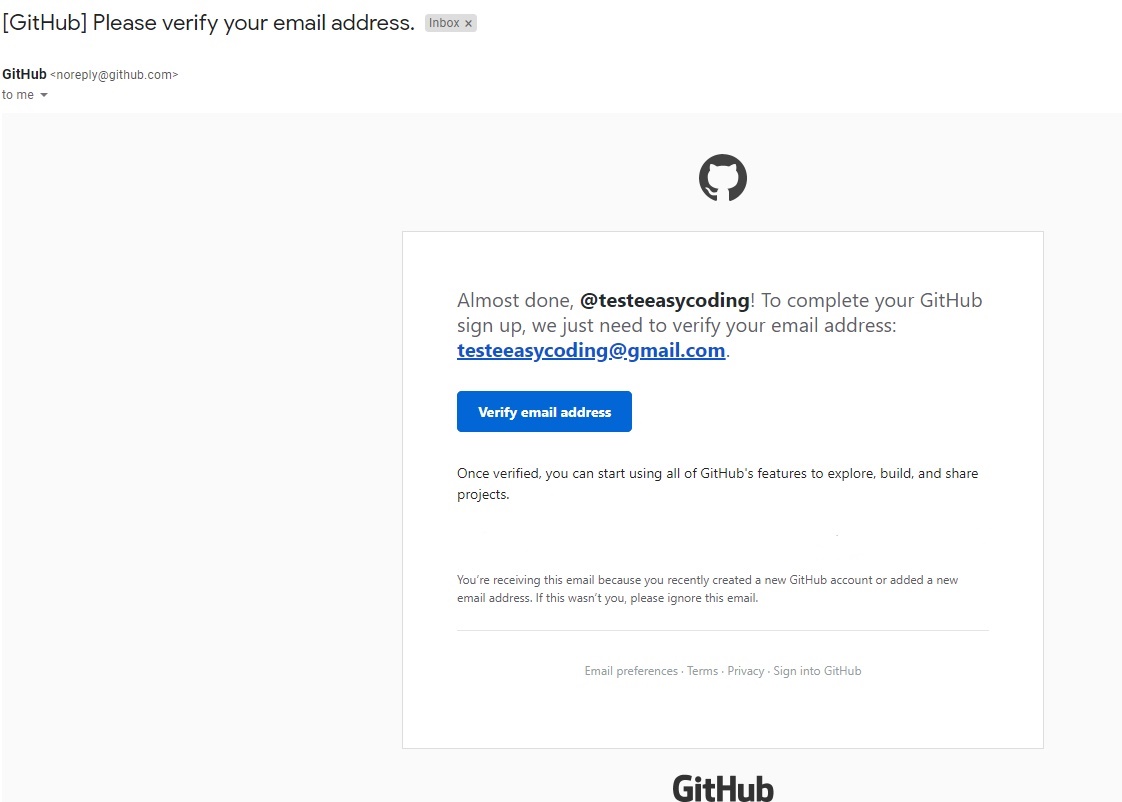 [GitHub] Please verify your email address. Inbox ×
GitHub <noreply@github.com>
to me
Almost done, @testeeasycoding! To complete your GitHub
sign up, we just need to verify your email address:
testeeasycoding@gmail.com.
Verify email address
Once verified, you can start using all of GitHub's features to explore, build, and share
projects.
You’re receiving this email because you recently created a new GitHub account or added a new
email address. If this wasn’t you, please ignore this email.
Email preferences · Terms · Privacy · Sign into GitHub
GitHub